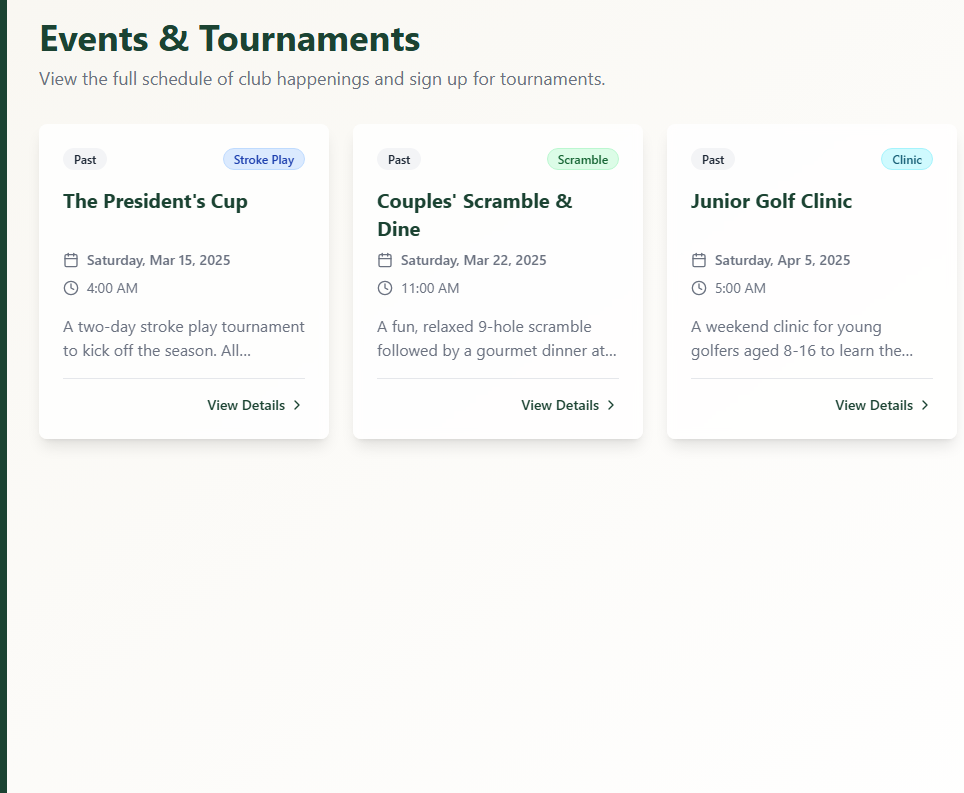 Events & Tournaments
View the full schedule of club happenings and sign up for tournaments.
Past
Stroke Play
The President's Cup
Saturday, Mar 15, 2025
4:00 AM
A two-day stroke play tournament
to kick off the season. All...
View Details
Past
Scramble
Couples' Scramble &
Dine
Saturday, Mar 22, 2025
11:00 AM
A fun, relaxed 9-hole scramble
followed by a gourmet dinner at...
View Details
Past
Clinic
Junior Golf Clinic
Saturday, Apr 5, 2025
5:00 AM
A weekend clinic for young
golfers aged 8-16 to learn the...
View Details